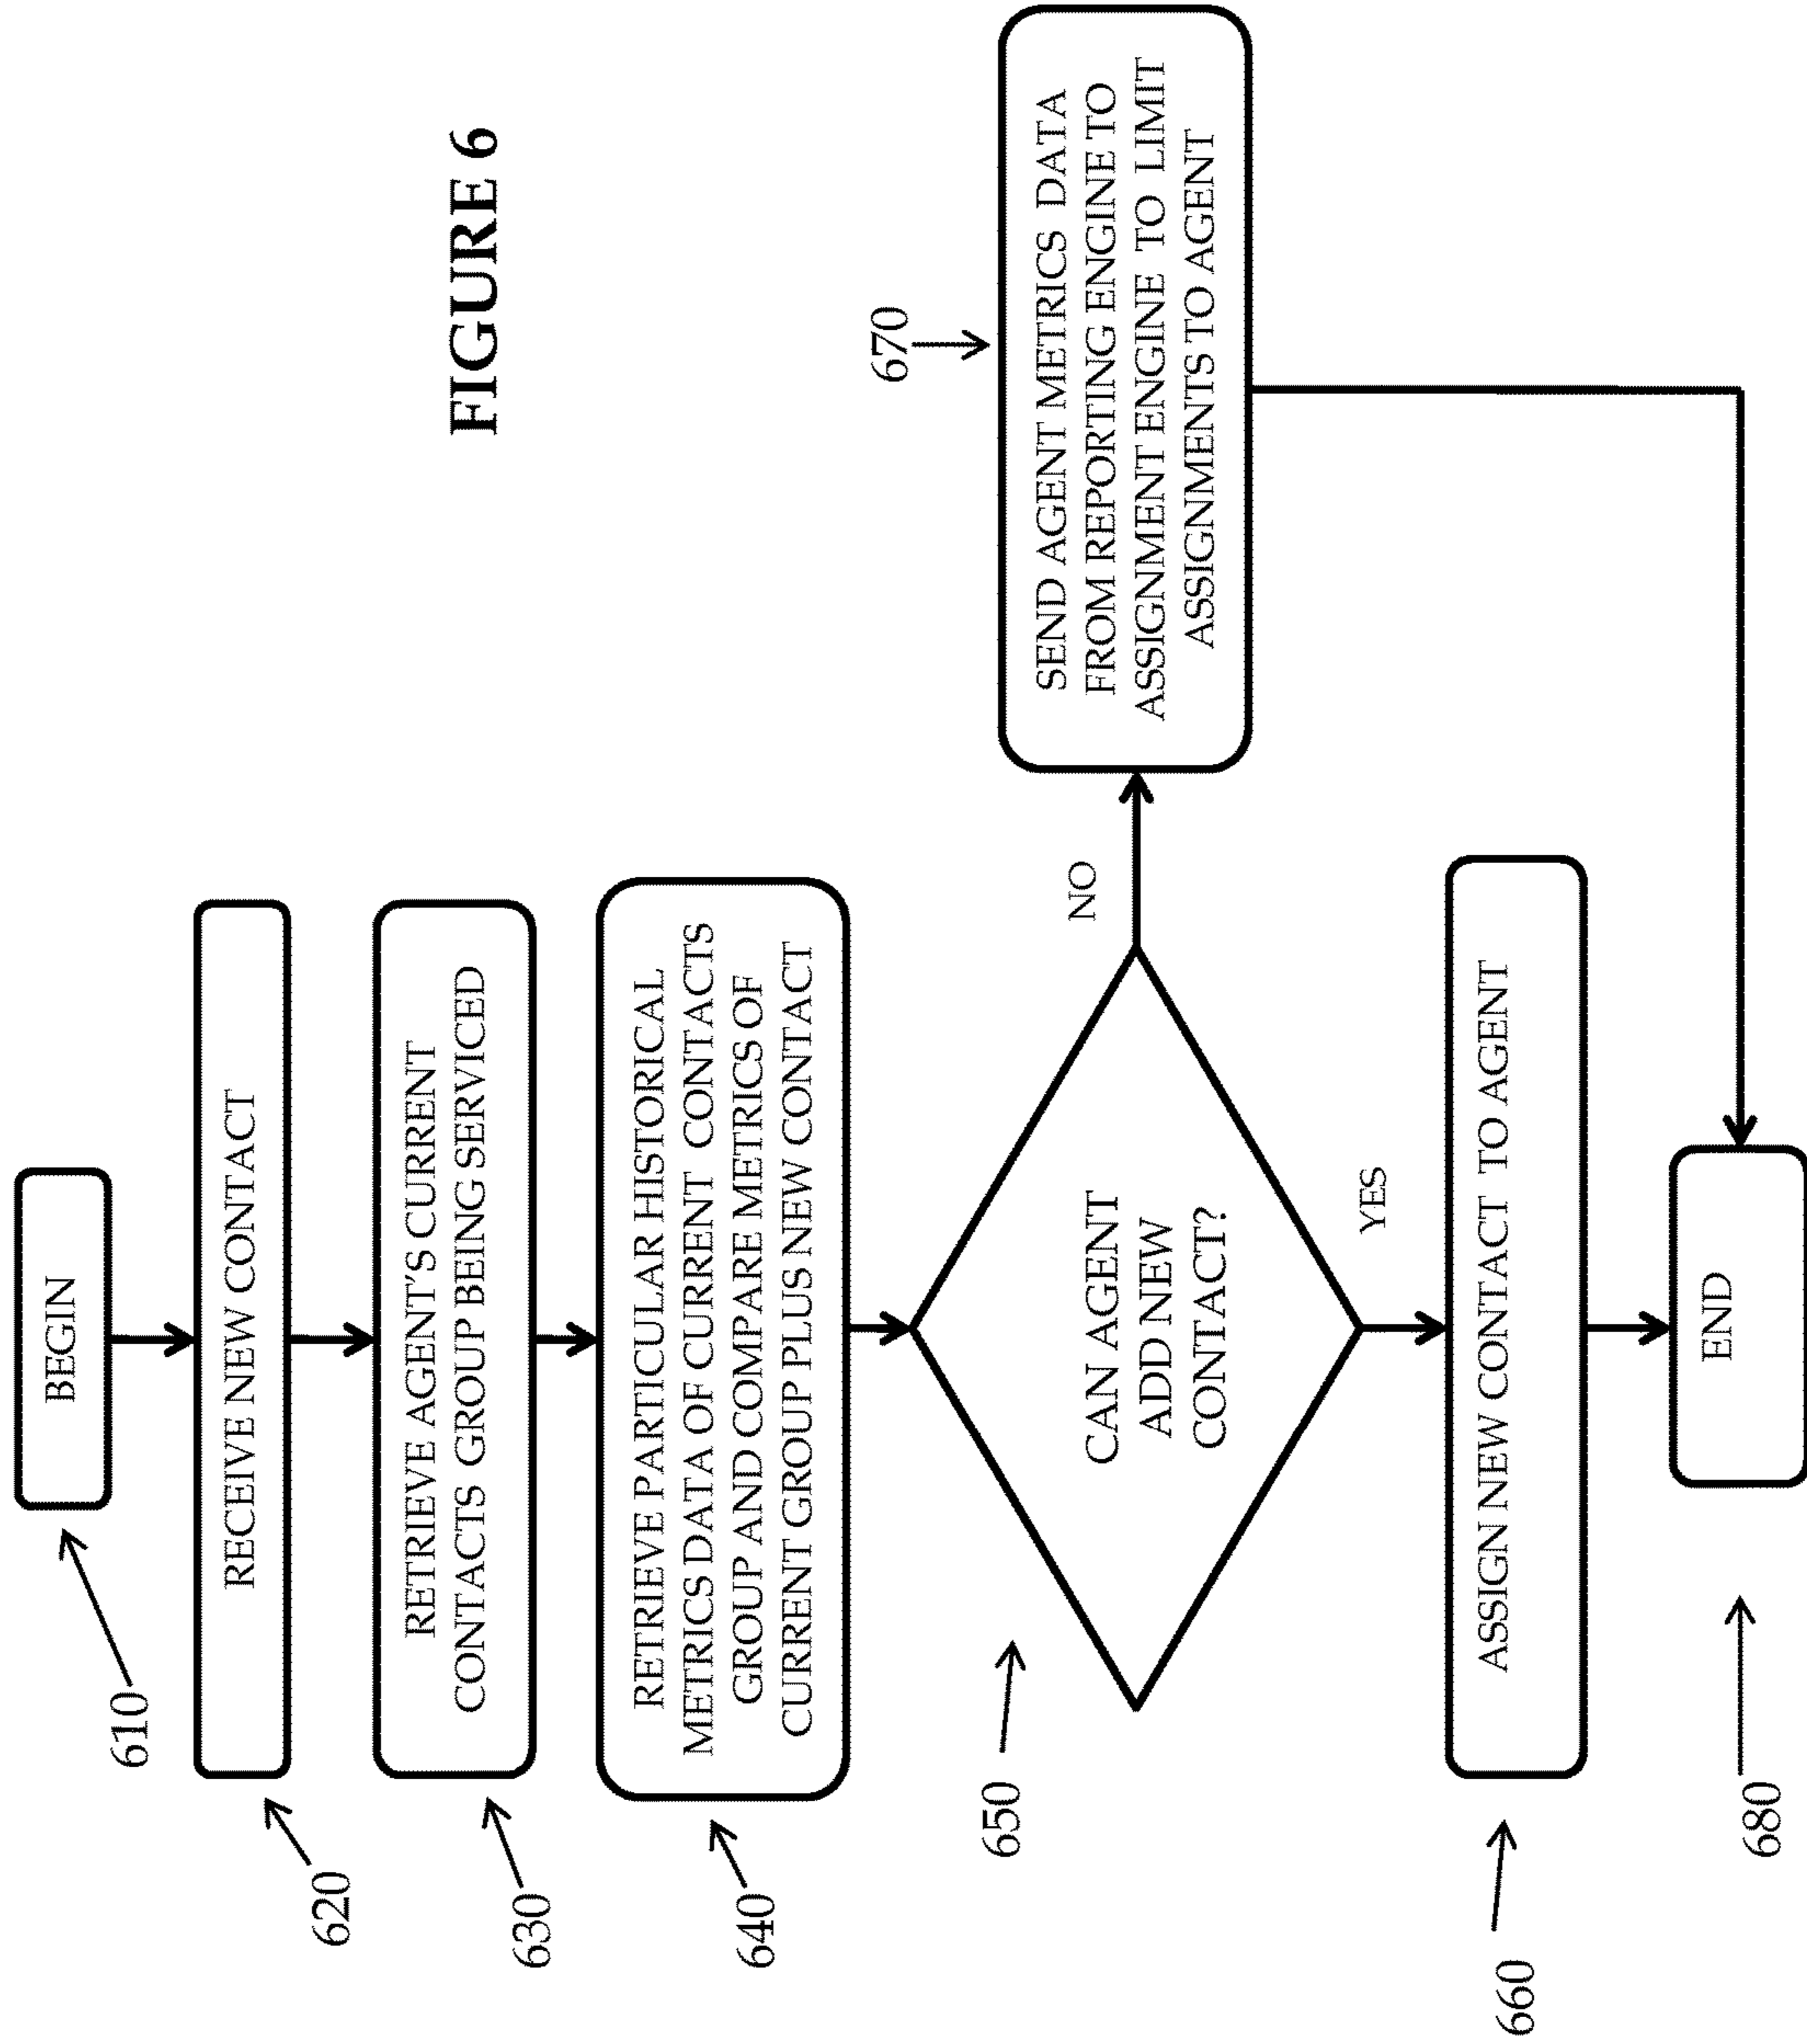 FIGURE 6
610
BEGIN
620
RECEIVE NEW CONTACT
630
RETRIEVE AGENT'S CURRENT
CONTACTS GROUP BEING SERVICED
640
RETRIEVE PARTICULAR HISTORICAL
METRICS DATA OF CURRENT CONTACTS
GROUP AND COMPARE METRICS OF
CURRENT GROUP PLUS NEW CONTACT
650
CAN AGENT
ADD NEW
CONTACT?
NO
670
SEND AGENT METRICS DATA
FROM REPORTING ENGINE TO
ASSIGNMENT ENGINE TO LIMIT
ASSIGNMENTS TO AGENT
YES
660
ASSIGN NEW CONTACT TO AGENT
680
END